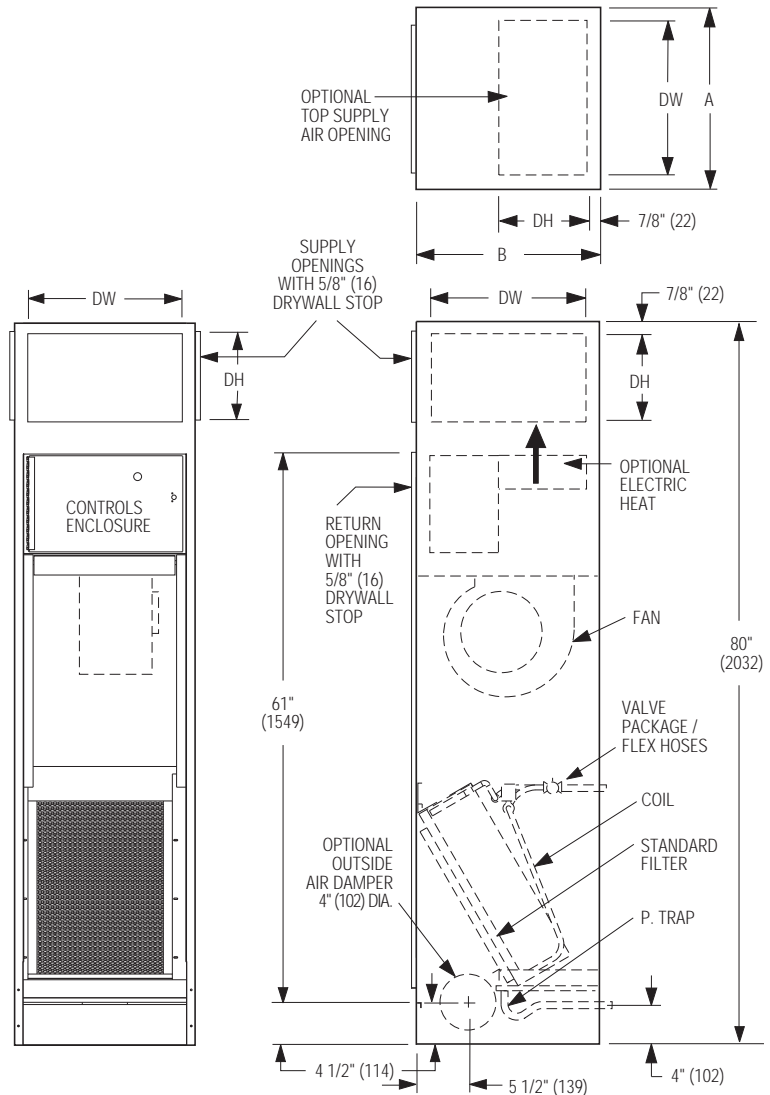 OPTIONAL
TOP SUPPLY
AIR OPENING
DW
A
DH
7/8" (22)
B
SUPPLY
OPENINGS
WITH 5/8" (16)
DRYWALL STOP
DW
DH
DW
7/8" (22)
DH
CONTROLS
ENCLOSURE
RETURN
OPENING
WITH
5/8" (16)
DRYWALL
STOP
OPTIONAL
ELECTRIC
HEAT
FAN
80"
(2032)
61"
(1549)
VALVE
PACKAGE /
FLEX HOSES
COIL
STANDARD
FILTER
OPTIONAL
OUTSIDE
AIR DAMPER
4" (102) DIA.
P. TRAP
4 1/2" (114)
5 1/2" (139)
4" (102)